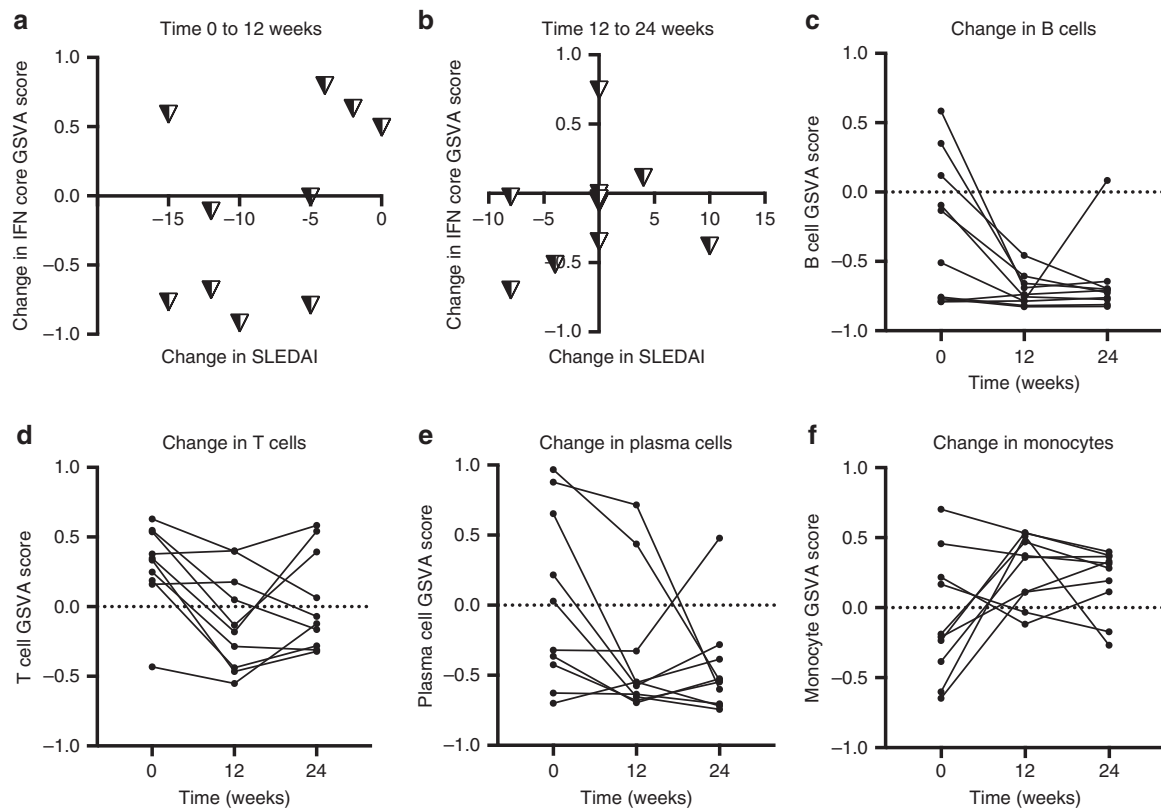 a
Time 0 to 12 weeks
Change in IFN core GSVA score
1.0
0.5
0.0
−0.5
−1.0
−15
−10
−5
0
Change in SLEDAI
b
Time 12 to 24 weeks
Change in IFN core GSVA score
1.0
0.5
−0.5
−1.0
−10
−5
5
10
15
Change in SLEDAI
c
Change in B cells
B cell GSVA score
1.0
0.5
0.0
−0.5
−1.0
0
12
24
Time (weeks)
d
Change in T cells
T cell GSVA score
1.0
0.5
0.0
−0.5
−1.0
0
12
24
Time (weeks)
e
Change in plasma cells
Plasma cell GSVA score
1.0
0.5
0.0
−0.5
−1.0
0
12
24
Time (weeks)
f
Change in monocytes
Monocyte GSVA score
1.0
0.5
0.0
−0.5
−1.0
0
12
24
Time (weeks)